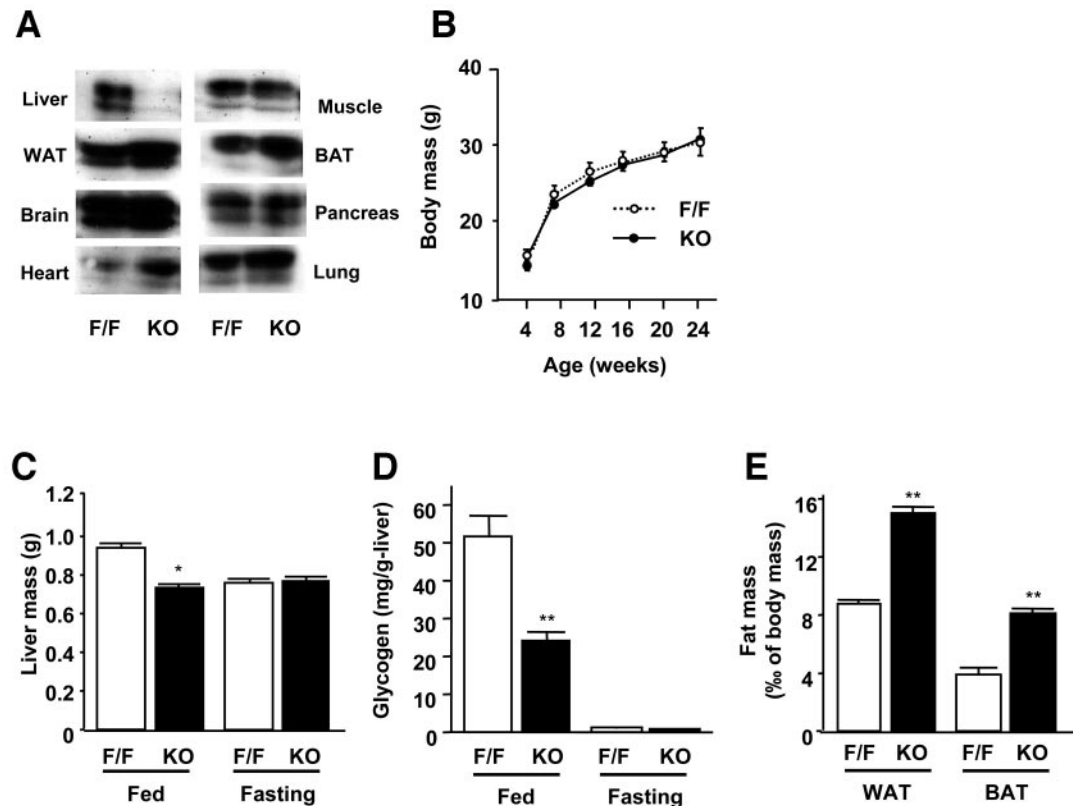 A
Liver
Muscle
WAT
BAT
Brain
Pancreas
Heart
Lung
F/F KO F/F KO
B
Body mass (g)
40
30
20
10
F/F
KO
4 8 12 16 20 24
Age (weeks)
C
Liver mass (g)
1.2
1.0
0.8
0.6
0.4
0.2
0
*
F/F KO F/F KO
Fed Fasting
D
Glycogen (mg/g-liver)
60
50
40
30
20
10
0
**
F/F KO F/F KO
Fed Fasting
E
Fat mass
(‰ of body mass)
16
12
8
4
0
**
**
F/F KO F/F KO
WAT BAT